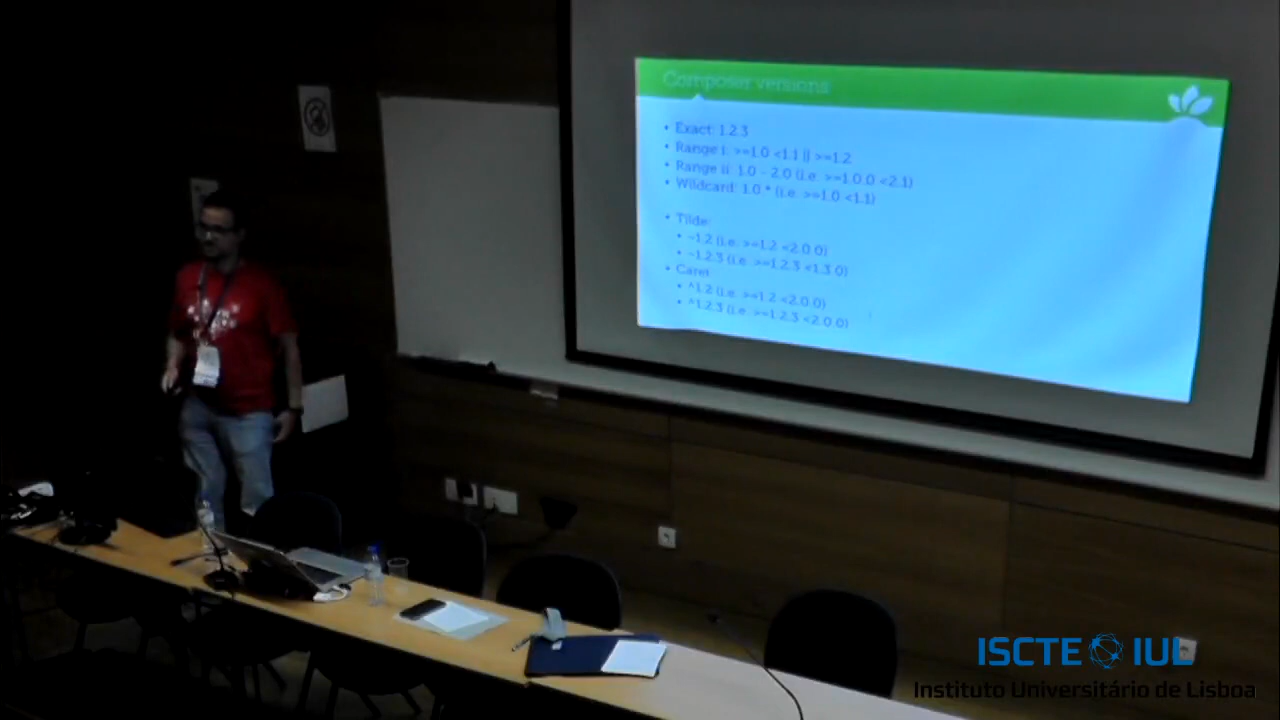 Composer versions
• Exact: 1.2.3
• Range i: >=1.0 <1.1 || >=1.2
• Range ii: 1.0 - 2.0 (i.e. >=1.0.0 <2.1)
• Wildcard: 1.0.* (i.e. >=1.0 <1.1)
• Tilde:
• ~1.2 (i.e. >=1.2 <2.0.0)
• ~1.2.3 (i.e. >=1.2.3 <1.3.0)
• Caret
• ^1.2 (i.e. >=1.2 <2.0.0)
• ^1.2.3 (i.e. >=1.2.3 <2.0.0)
ISCTE IUL
Instituto Universitário de Lisboa